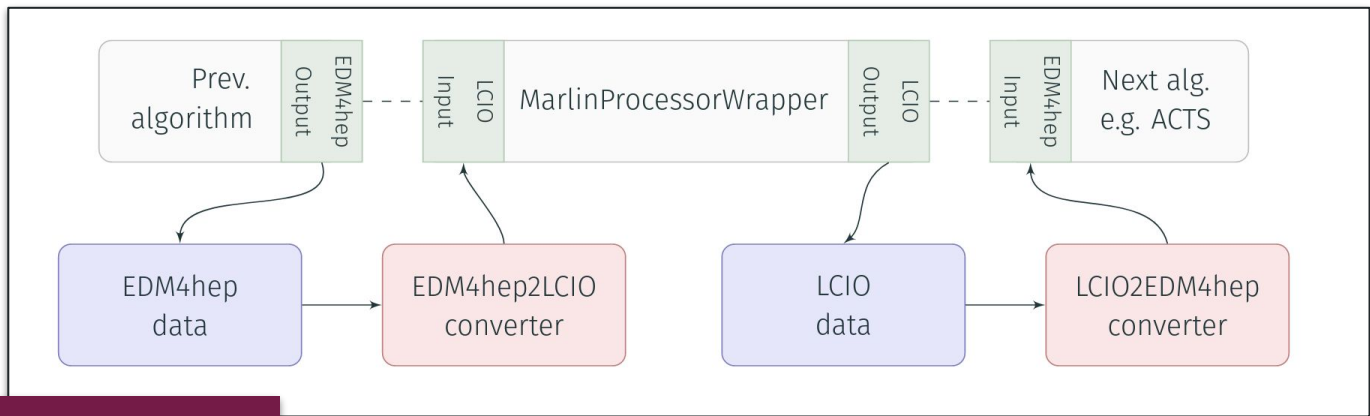 Prev.
algorithm
EDM4hep
Output
LCIO
Input
MarlinProcessorWrapper
LCIO
Output
EDM4hep
Input
Next alg.
e.g. ACTS
EDM4hep
data
EDM4hep2LCIO
converter
LCIO
data
LCIO2EDM4hep
converter